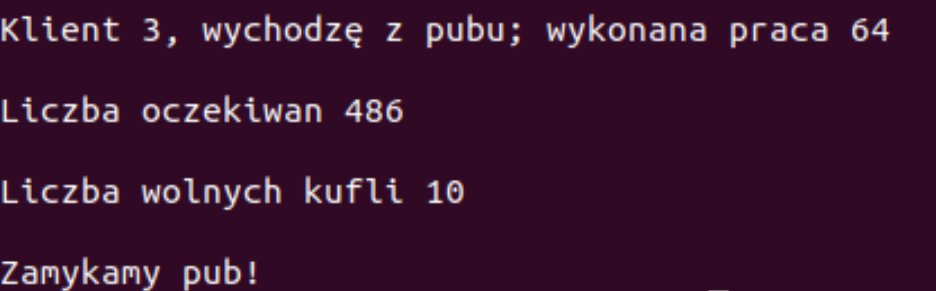 Klient 3, wychodzę z pubu; wykonana praca 64
Liczba oczekiwan 486
Liczba wolnych kufli 10
Zamykamy pub!